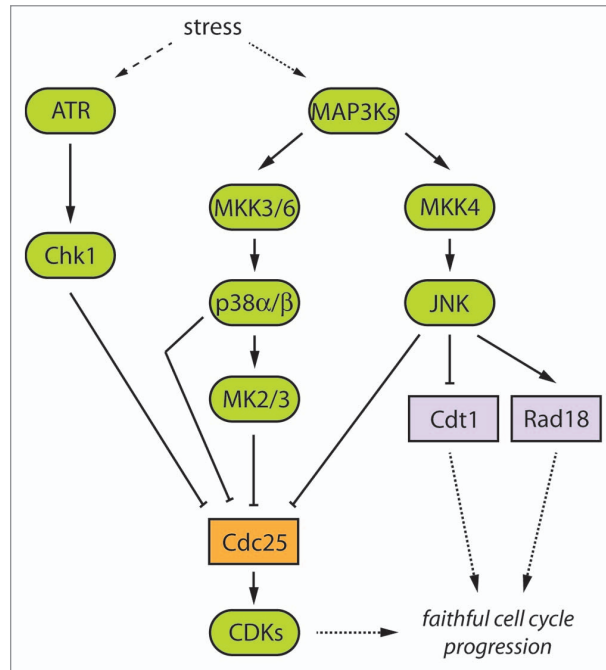 stress
ATR
MAP3Ks
MKK3/6
MKK4
Chk1
p38α/β
JNK
MK2/3
Cdt1
Rad18
Cdc25
CDKs
faithful cell cycle
progression